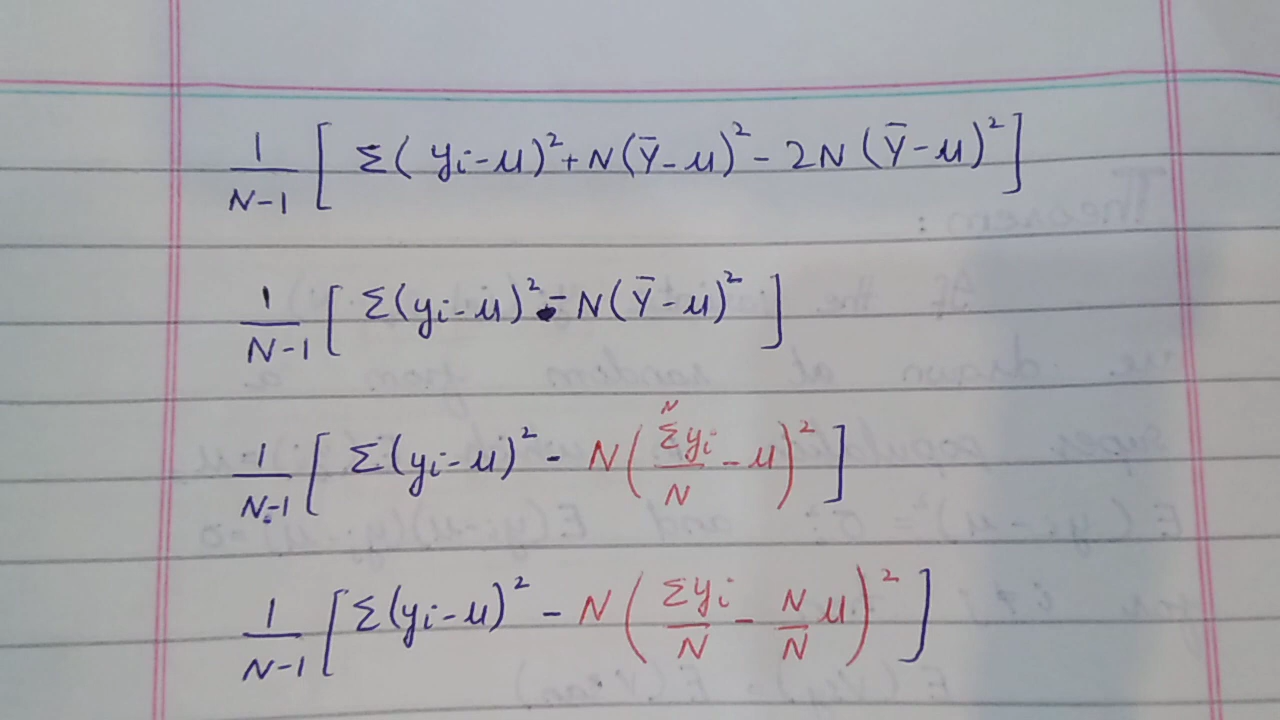 1/(N-1) [ Σ(yi-μ)² + N(Ȳ-μ)² - 2N(Ȳ-μ)² ]
1/(N-1) [ Σ(yi-μ)² - N(Ȳ-μ)² ]
1/(N-1) [ Σ(yi-μ)² - N( Σᴺyi/N - μ )² ]
1/(N-1) [ Σ(yi-μ)² - N( Σyi/N - N/N μ )² ]